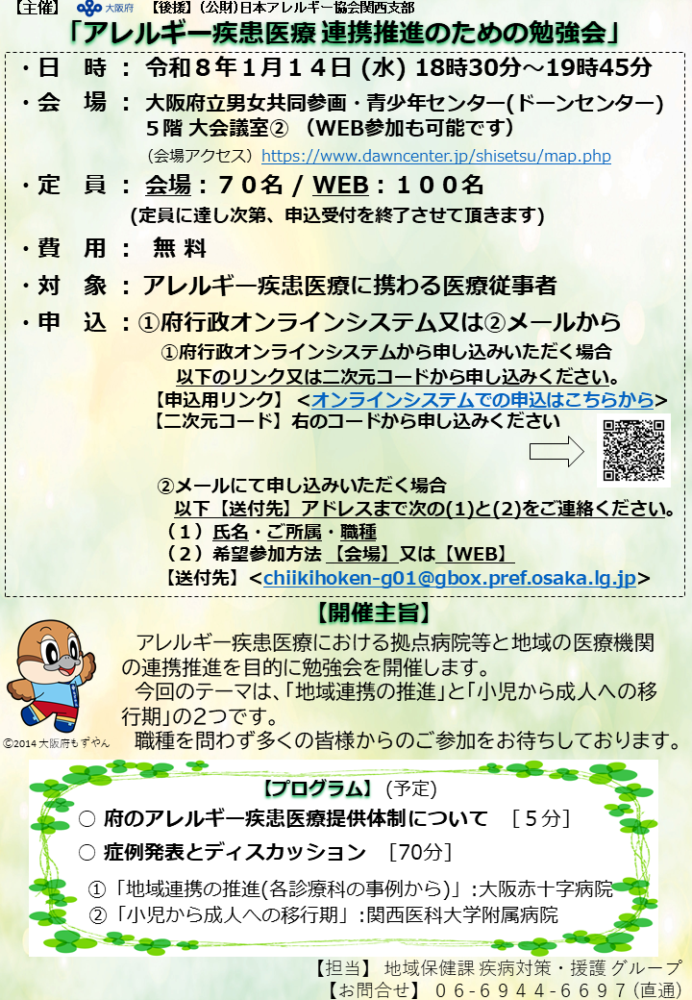 【主催】 大阪府 【後援】(公財)日本アレルギー協会関西支部
「アレルギー疾患医療 連携推進のための勉強会」
・日　時 ： 令和８年１月１４日 (水) 18時30分～19時45分
・会　場 ： 大阪府立男女共同参画・青少年センター(ドーンセンター)
５階 大会議室② （WEB参加も可能です）
（会場アクセス）https://www.dawncenter.jp/shisetsu/map.php
・定　員 ： 会場：７０名 / WEB：１００名
(定員に達し次第、申込受付を終了させて頂きます)
・費　用 ： 無 料
・対　象 ： アレルギー疾患医療に携わる医療従事者
・申　込 ：①府行政オンラインシステム又は②メールから
①府行政オンラインシステムから申し込みいただく場合
以下のリンク又は二次元コードから申し込みください。
【申込用リンク】 <オンラインシステムでの申込はこちらから>
【二次元コード】右のコードから申し込みください
②メールにて申し込みいただく場合
以下【送付先】アドレスまで次の(1)と(2)をご連絡ください。
（１）氏名・ご所属・職種
（２）希望参加方法 【会場】又は【WEB】
【送付先】<chiikihoken-g01@gbox.pref.osaka.lg.jp>
【開催主旨】
アレルギー疾患医療における拠点病院等と地域の医療機関
の連携推進を目的に勉強会を開催します。
今回のテーマは、「地域連携の推進」と「小児から成人への移
行期」の２つです。
職種を問わず多くの皆様からのご参加をお待ちしております。
©2014 大阪府もずやん
【プログラム】 (予定)
○ 府のアレルギー疾患医療提供体制について ［５分］
○ 症例発表とディスカッション ［70分］
①「地域連携の推進(各診療科の事例から)」:大阪赤十字病院
②「小児から成人への移行期」:関西医科大学附属病院
【担当】 地域保健課 疾病対策・援護 グループ
【お問合せ】 ０６-６９４４-６６９７(直通)